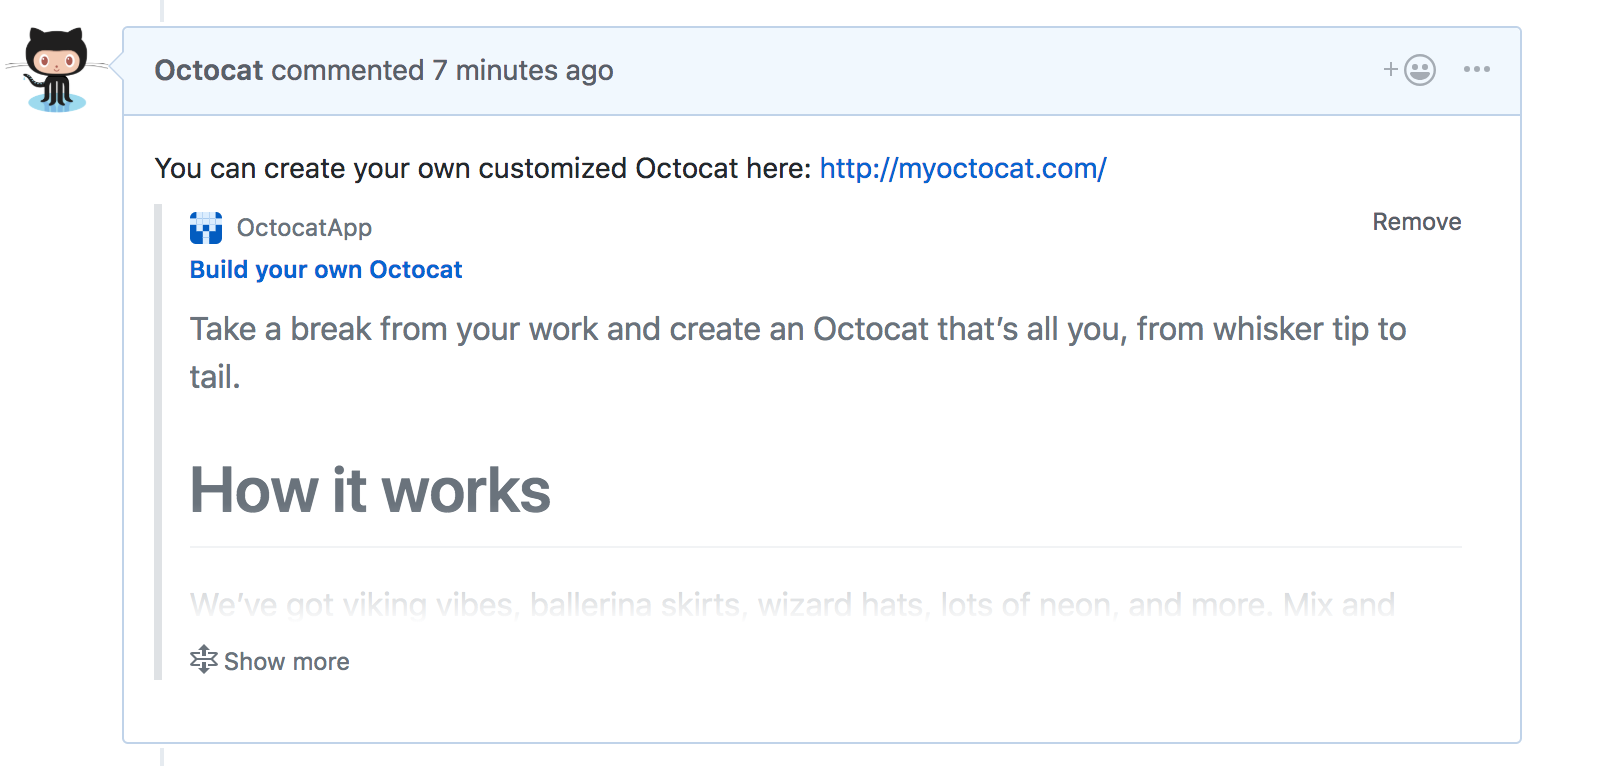 Octocat commented 7 minutes ago
You can create your own customized Octocat here: http://myoctocat.com/
OctocatApp
Remove
Build your own Octocat
Take a break from your work and create an Octocat that’s all you, from whisker tip to
tail.
How it works
We’ve got viking vibes, ballerina skirts, wizard hats, lots of neon, and more. Mix and
Show more